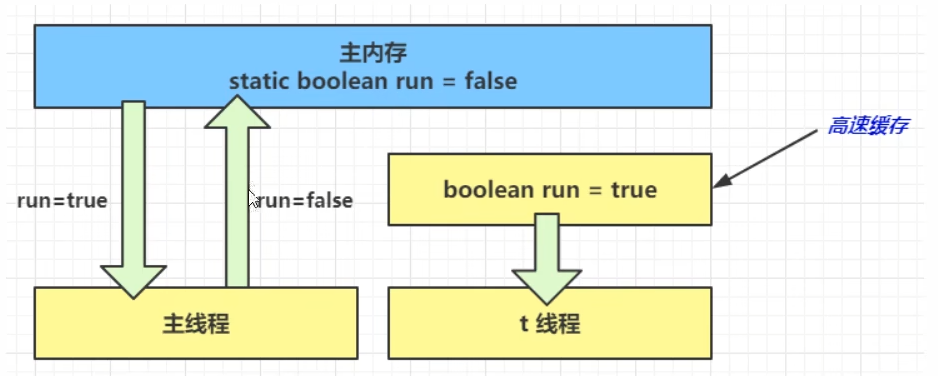 主内存
static boolean run = false
高速缓存
boolean run = true
run=true
run=false
主线程
t 线程